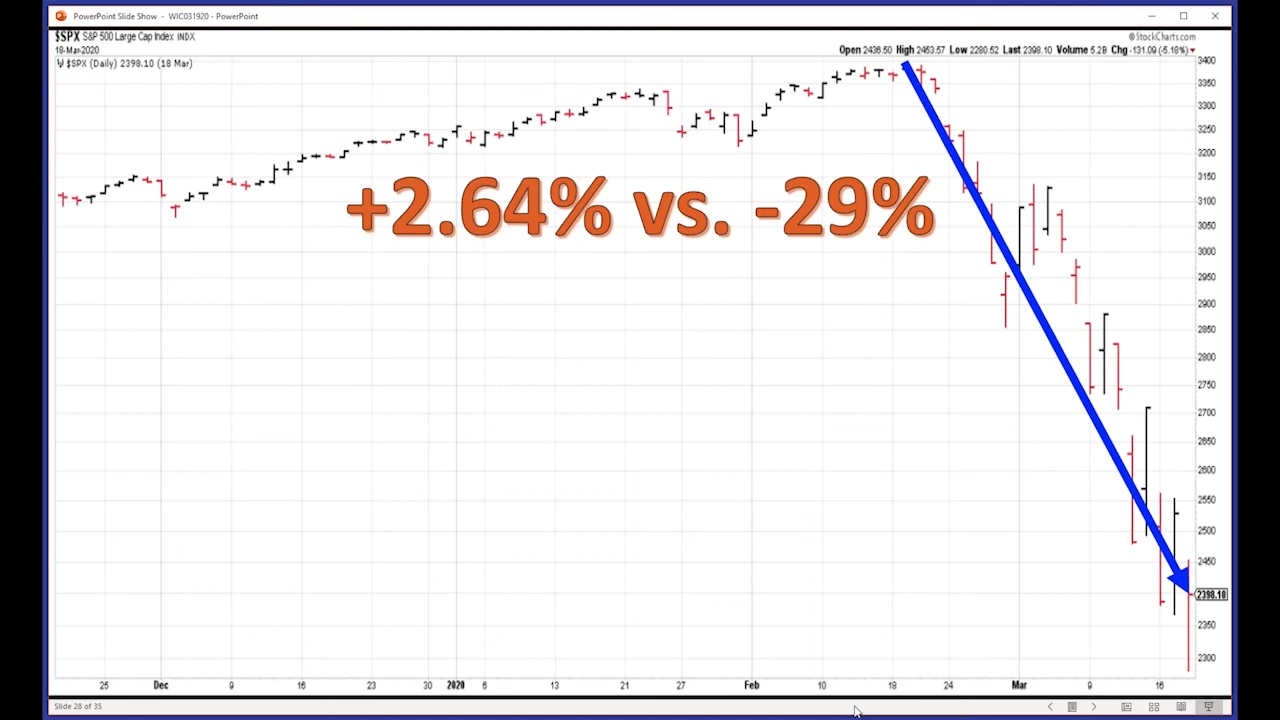 PowerPoint Slide Show - WIC031920 - PowerPoint
$SPX S&P 500 Large Cap Index INDX
© StockCharts.com
18-Mar-2020
Open 2436.50 High 2453.57 Low 2280.52 Last 2398.10 Volume 5.2B Chg -131.09 (-5.18%)
$SPX (Daily) 2398.10 (18 Mar)
+2.64% vs. -29%
3400
3350
3300
3250
3200
3150
3100
3050
3000
2950
2900
2850
2800
2750
2700
2650
2600
2550
2500
2450
2398.10
2350
2300
25 Dec 9 16 23 30 2020 6 13 21 27 Feb 10 18 24 Mar 9 16
Slide 28 of 35